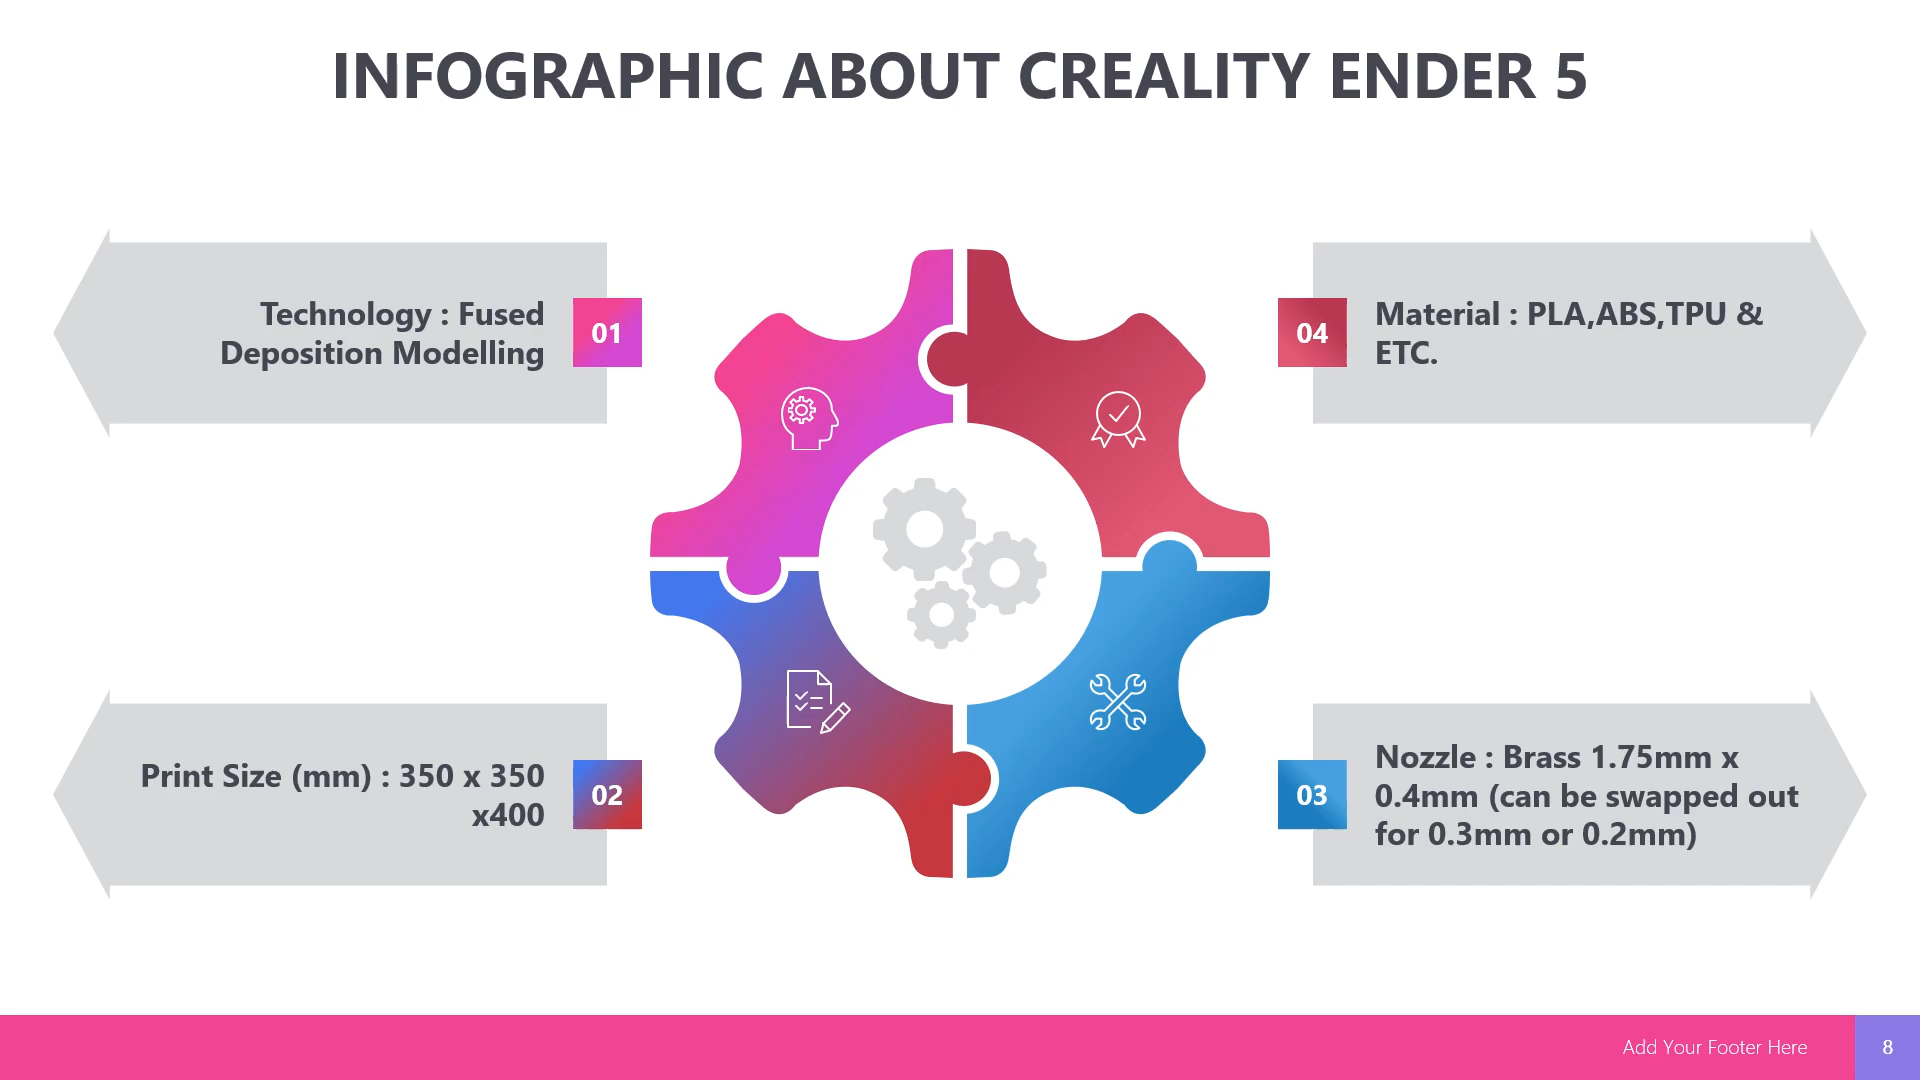 INFOGRAPHIC ABOUT CREALITY ENDER 5
Technology : Fused
Deposition Modelling
01
Print Size (mm) : 350 x 350
x400
02
04
Material : PLA,ABS,TPU &
ETC.
03
Nozzle : Brass 1.75mm x
0.4mm (can be swapped out
for 0.3mm or 0.2mm)
Add Your Footer Here
8